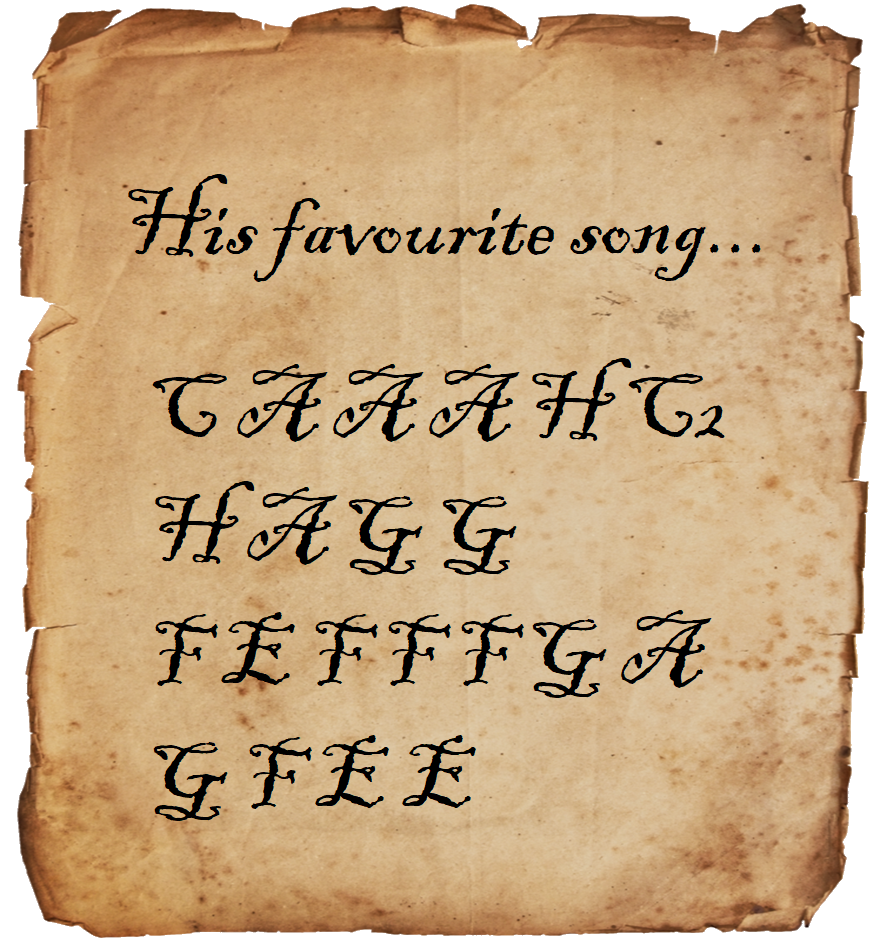 His favourite song...
C A A A H C2
H A G G
F E F F F G A
G F E E